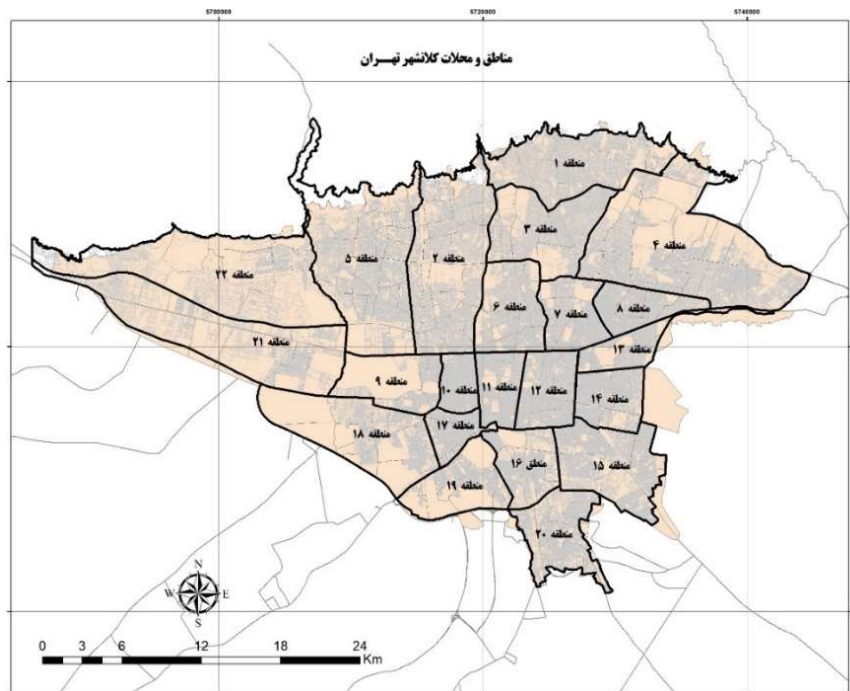 5700000 5720000 5740000
مناطق و محلات کلانشهر تهـــران
منطقه ۱
منطقه ۳
منطقه ۴
منطقه ۵
منطقه ۲
منطقه ۲۲
منطقه ۶
منطقه ۷
منطقه ۸
منطقه ۲۱
منطقه ۱۳
منطقه ۹
منطقه ۱۰
منطقه ۱۱
منطقه ۱۲
منطقه ۱۴
منطقه ۱۸
منطقه ۱۷
منطق ۱۶
منطقه ۱۵
منطقه ۱۹
منطقه ۲۰
N
W E
S
0 3 6 12 18 24
Km